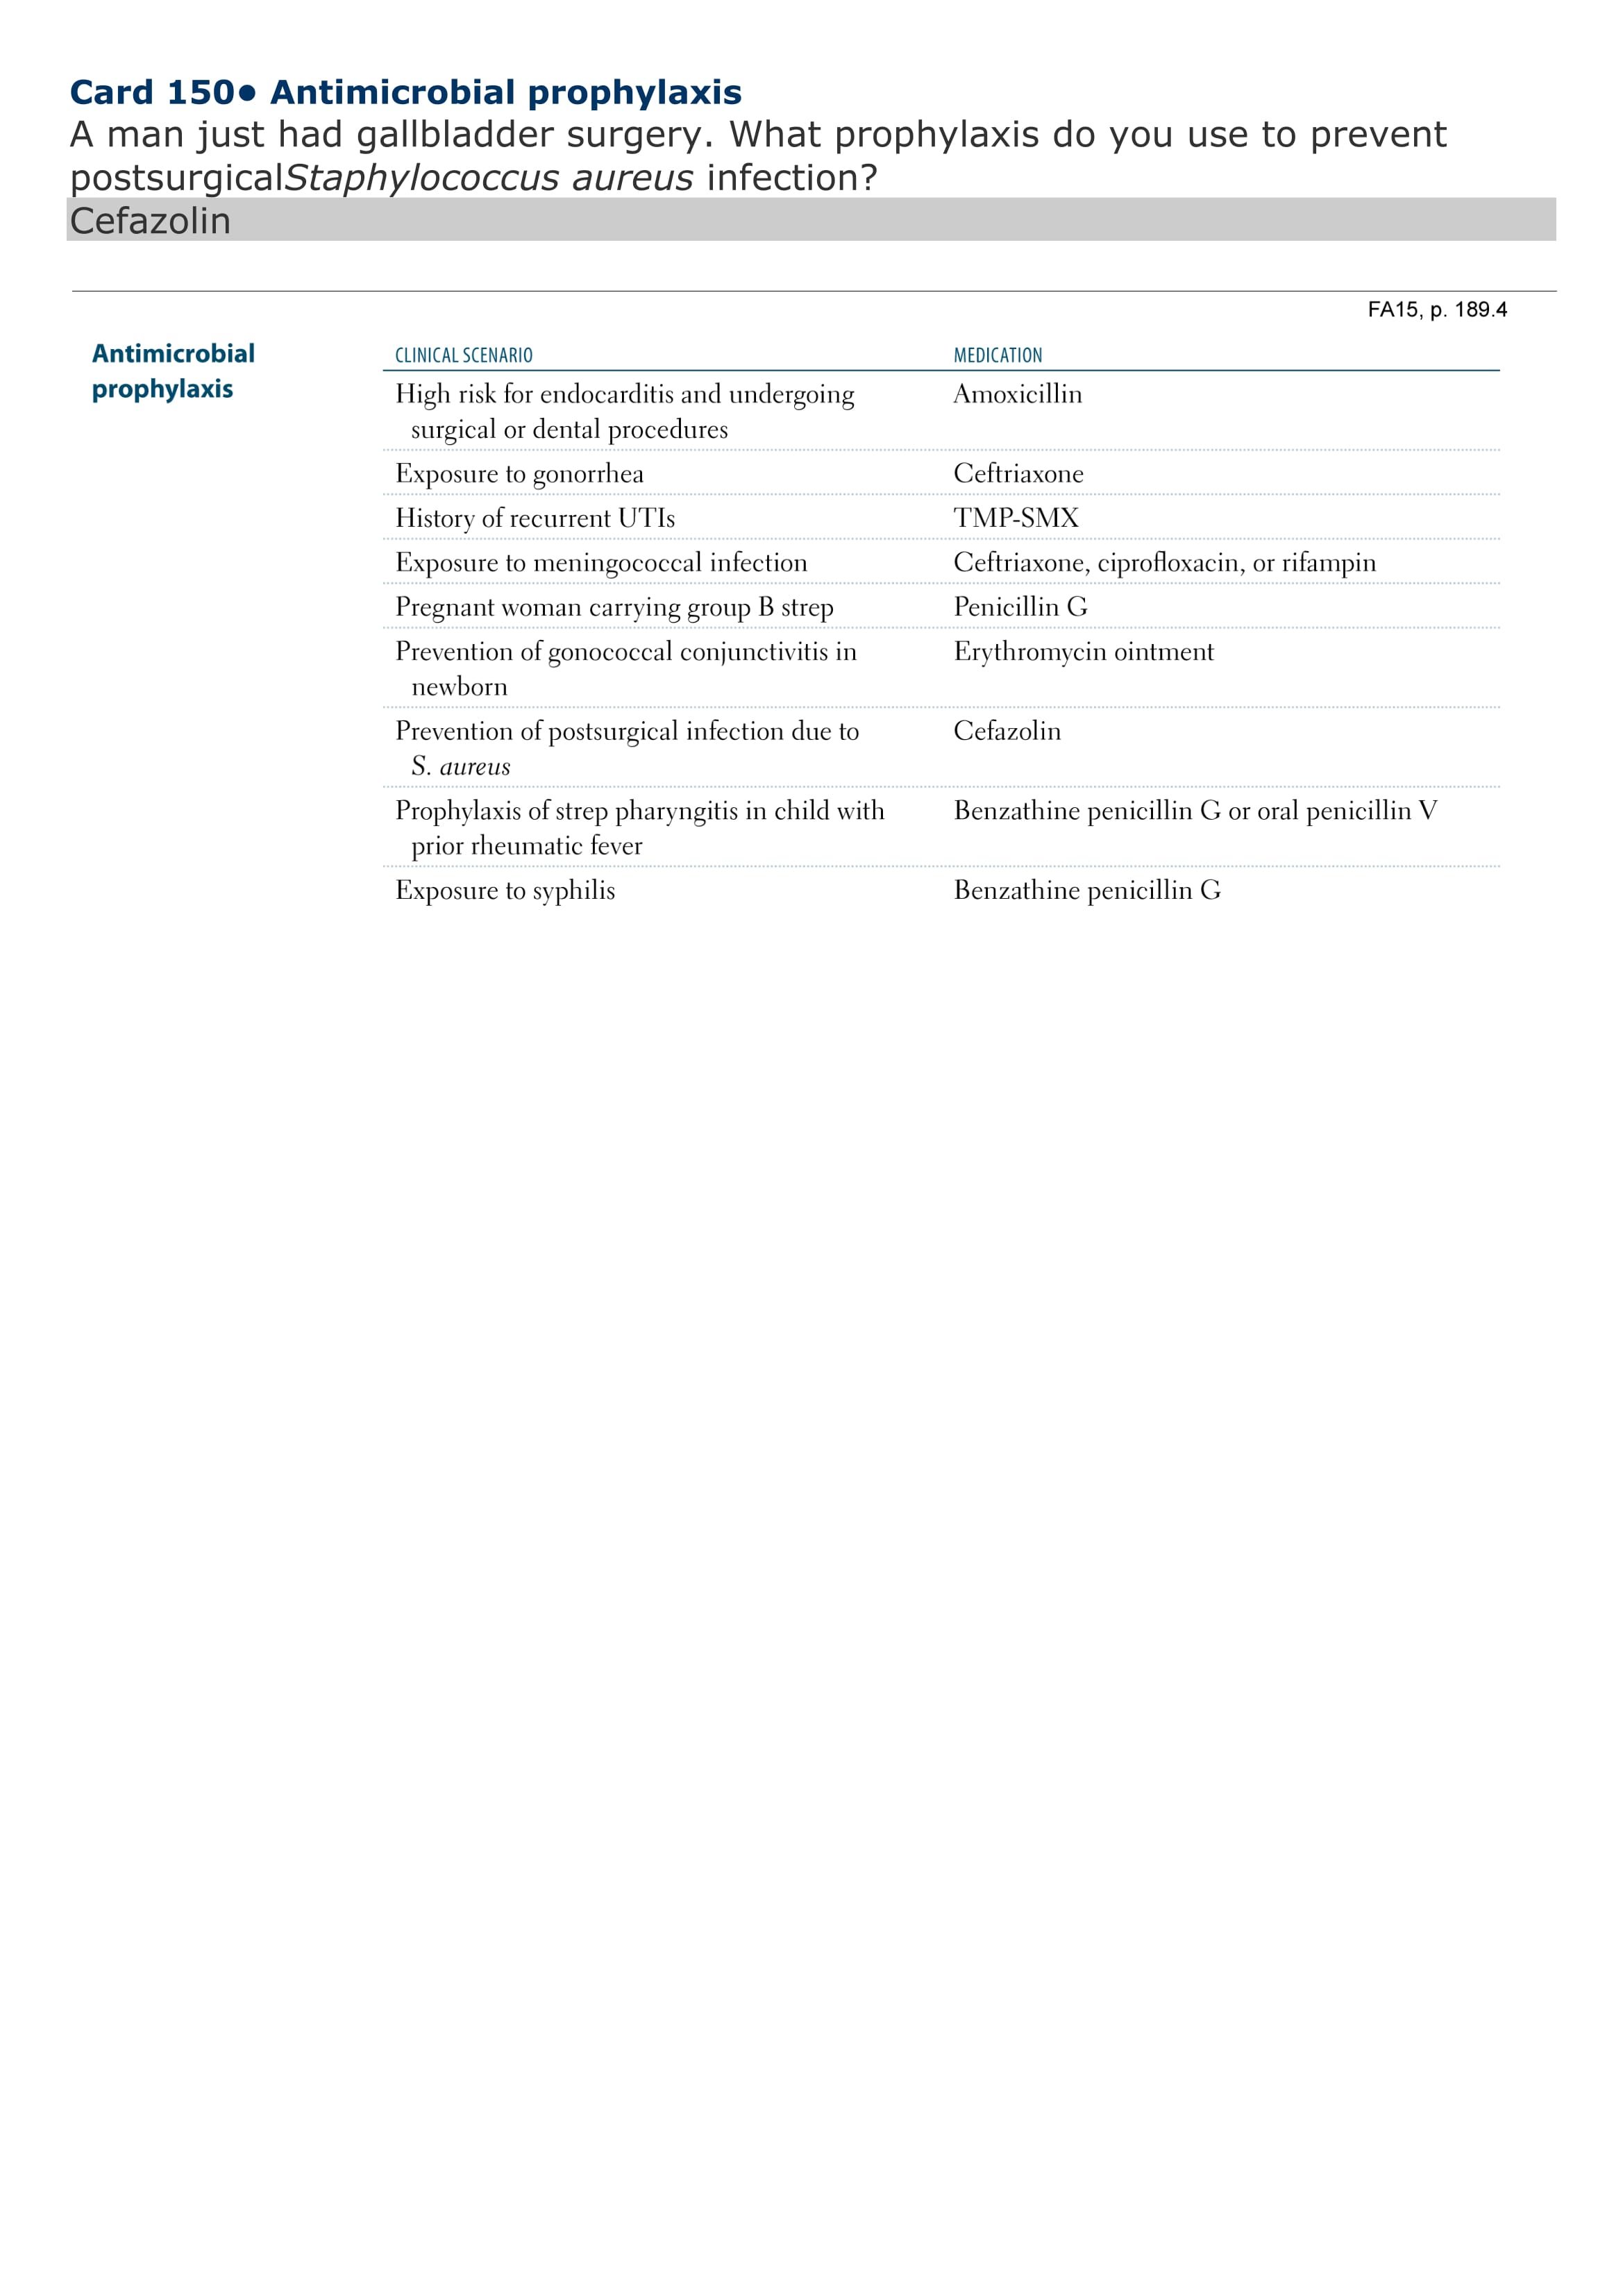 Card 150• Antimicrobial prophylaxis
A man just had gallbladder surgery. What prophylaxis do you use to prevent
postsurgicalStaphylococcus aureus infection?
Cefazolin
FA15, p. 189.4
Antimicrobial
prophylaxis
CLINICAL SCENARIO MEDICATION
High risk for endocarditis and undergoing Amoxicillin
surgical or dental procedures
Exposure to gonorrhea Ceftriaxone
History of recurrent UTIs TMP-SMX
Exposure to meningococcal infection Ceftriaxone, ciprofloxacin, or rifampin
Pregnant woman carrying group B strep Penicillin G
Prevention of gonococcal conjunctivitis in Erythromycin ointment
newborn
Prevention of postsurgical infection due to Cefazolin
S. aureus
Prophylaxis of strep pharyngitis in child with Benzathine penicillin G or oral penicillin V
prior rheumatic fever
Exposure to syphilis Benzathine penicillin G